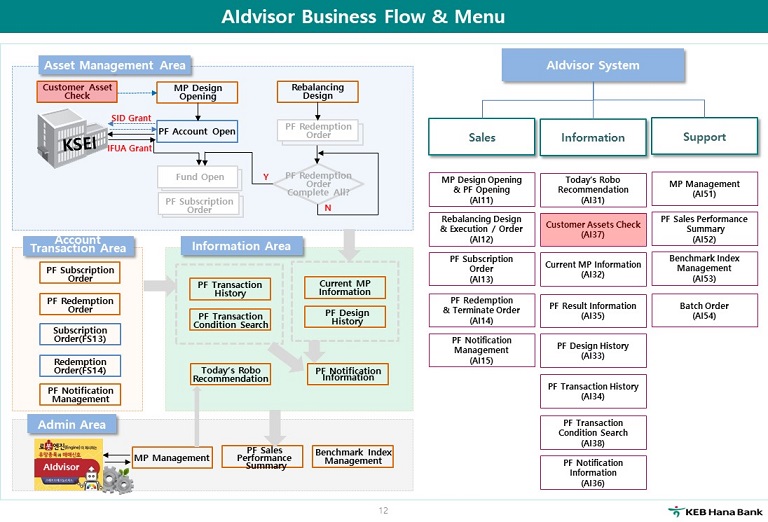 AIdvisor Business Flow & Menu
Asset Management Area
Customer Asset
Check
MP Design
Opening
Rebalancing
Design
SID Grant
KSEI
PF Account Open
PF Redemption
Order
IFUA Grant
Fund Open
Y
PF Redemption
Order
Complete All?
PF Subscription
Order
N
Account
Transaction Area
PF Subscription
Order
PF Redemption
Order
Subscription
Order(FS13)
Redemption
Order(FS14)
PF Notification
Management
Information Area
PF Transaction
History
PF Transaction
Condition Search
Current MP
Information
PF Design
History
Today's Robo
Recommendation
PF Notification
Information
Admin Area
AIdvisor
MP Management
PF Sales
Performance
Summary
Benchmark Index
Management
AIdvisor System
Sales
Information
Support
MP Design Opening
& PF Opening
(AI11)
Rebalancing Design
& Execution / Order
(AI12)
PF Subscription
Order
(AI13)
PF Redemption
& Terminate Order
(AI14)
PF Notification
Management
(AI15)
Today's Robo
Recommendation
(AI31)
Customer Assets Check
(AI37)
Current MP Information
(AI32)
PF Result Information
(AI35)
PF Design History
(AI33)
PF Transaction History
(AI34)
PF Transaction
Condition Search
(AI38)
PF Notification
Information
(AI36)
MP Management
(AI51)
PF Sales Performance
Summary
(AI52)
Benchmark Index
Management
(AI53)
Batch Order
(AI54)
12
KEB Hana Bank